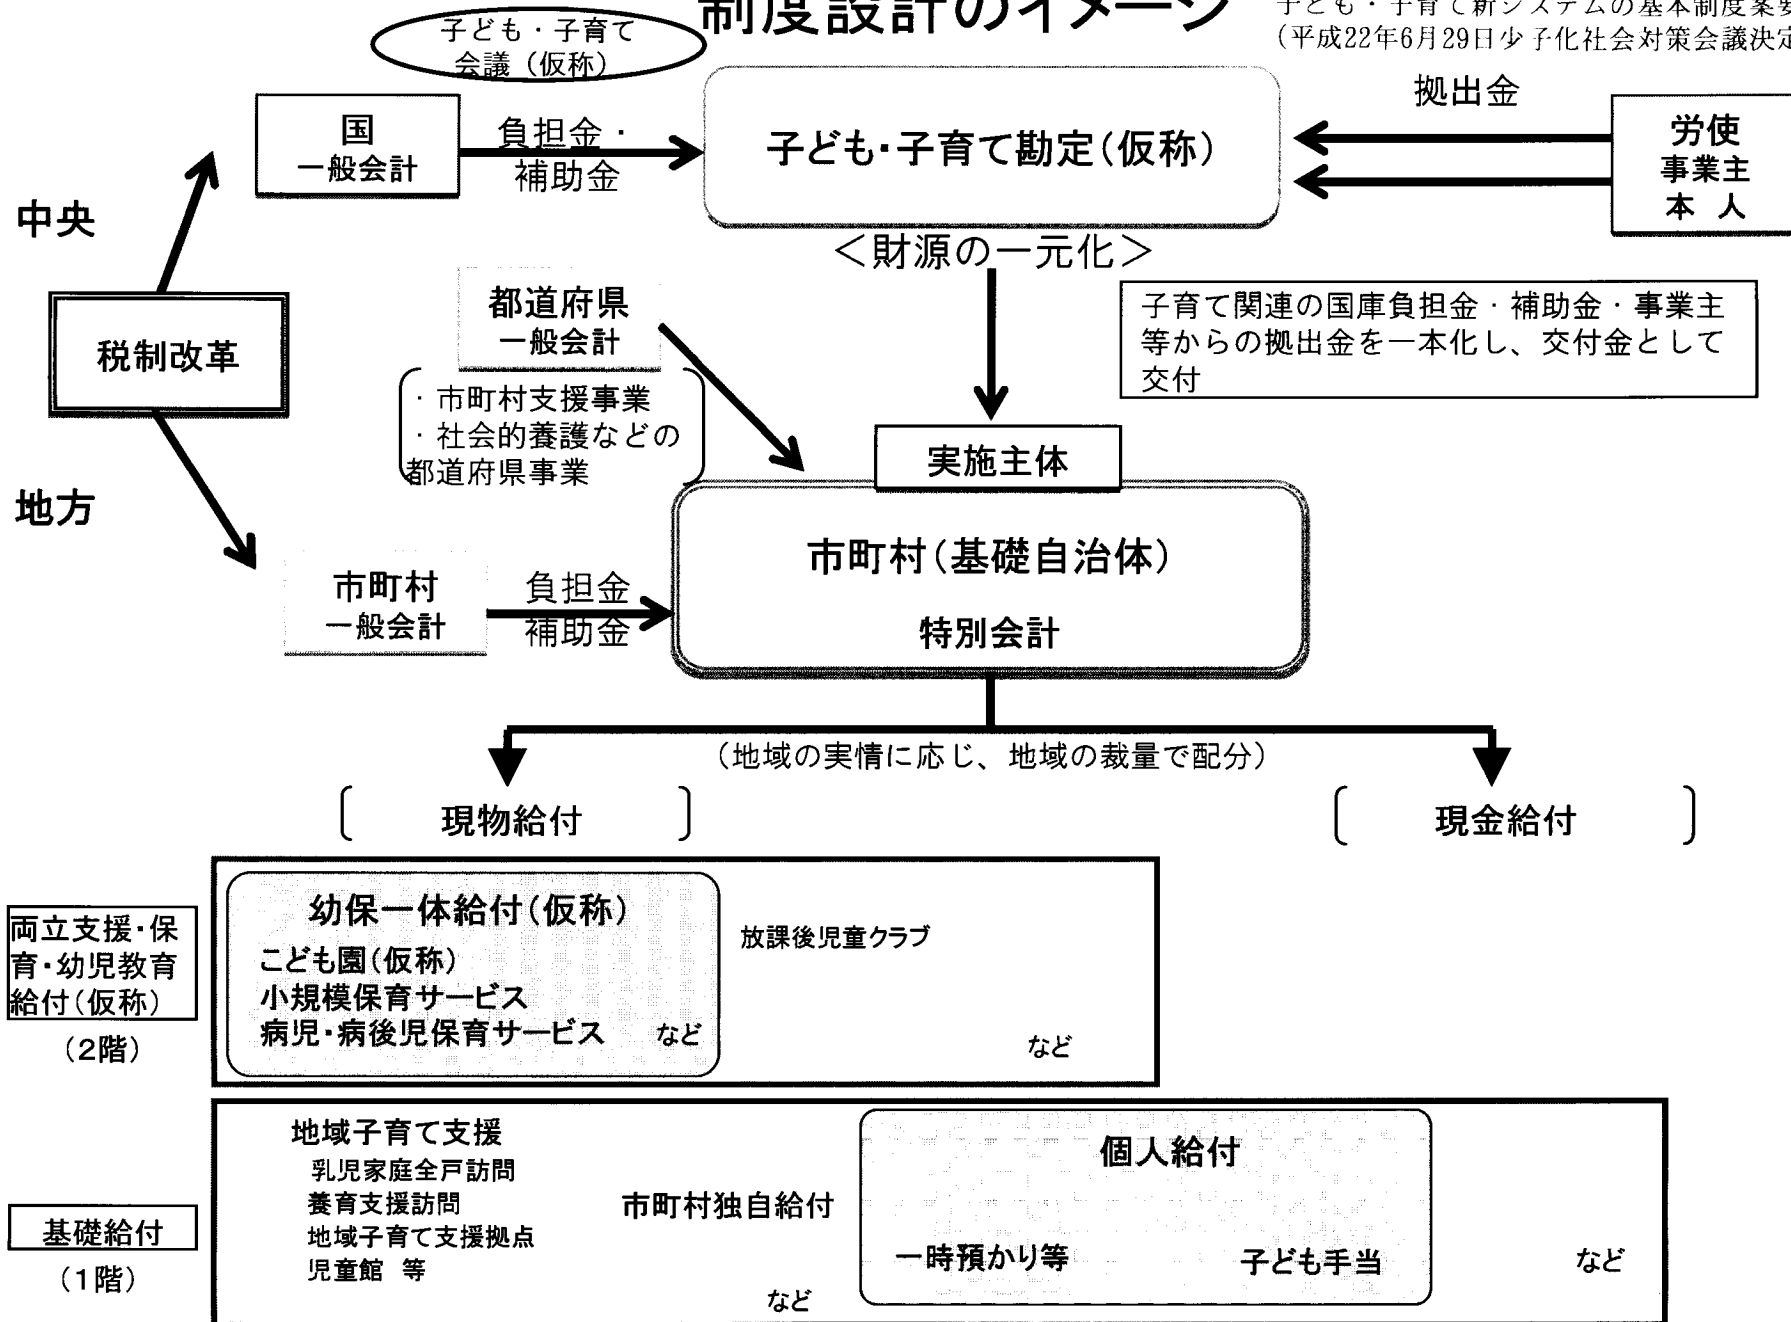 制度設計のイメージ
子ども・子育て新システムの基本制度案要
(平成22年6月29日少子化社会対策会議決定
子ども・子育て
会議(仮称)
国
一般会計
負担金・
補助金
子ども・子育て勘定(仮称)
拠出金
労使
事業主
本 人
中央
<財源の一元化>
都道府県
一般会計
・市町村支援事業
・社会的養護などの
都道府県事業
子育て関連の国庫負担金・補助金・事業主
等からの拠出金を一本化し、交付金として
交付
税制改革
実施主体
地方
市町村(基礎自治体)
特別会計
市町村
一般会計
負担金
補助金
(地域の実情に応じ、地域の裁量で配分)
現物給付
現金給付
両立支援・保
育・幼児教育
給付(仮称)
(2階)
幼保一体給付(仮称)
こども園(仮称)
小規模保育サービス
病児・病後児保育サービス など
放課後児童クラブ
など
基礎給付
(1階)
地域子育て支援
乳児家庭全戸訪問
養育支援訪問
地域子育て支援拠点
児童館 等
市町村独自給付
など
個人給付
一時預かり等
子ども手当
など